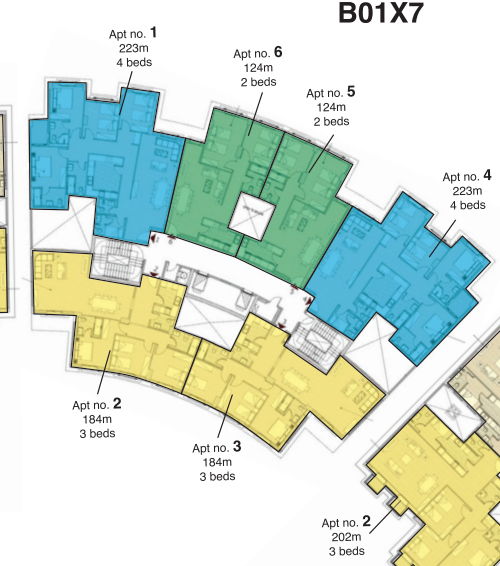 B01X7
Apt no. 1
223m
4 beds
Apt no. 6
124m
2 beds
Apt no. 5
124m
2 beds
Apt no. 4
223m
4 beds
Apt no. 2
184m
3 beds
Apt no. 3
184m
3 beds
Apt no. 2
202m
3 beds